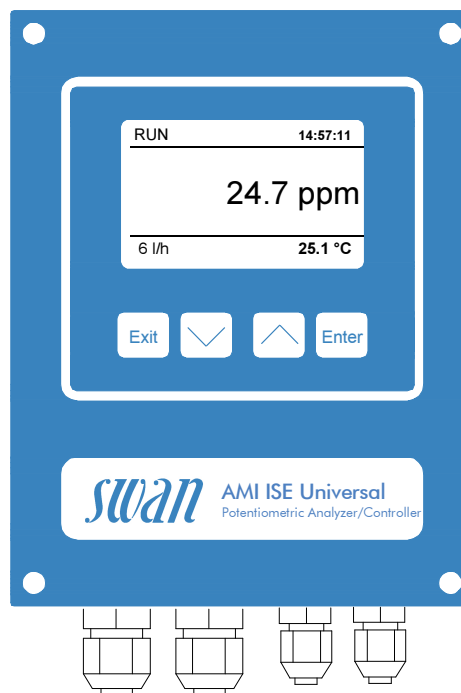 RUN 14:57:11
24.7 ppm
6 l/h 25.1 °C
Exit Enter
swan AMI ISE Universal
Potentiometric Analyzer/Controller